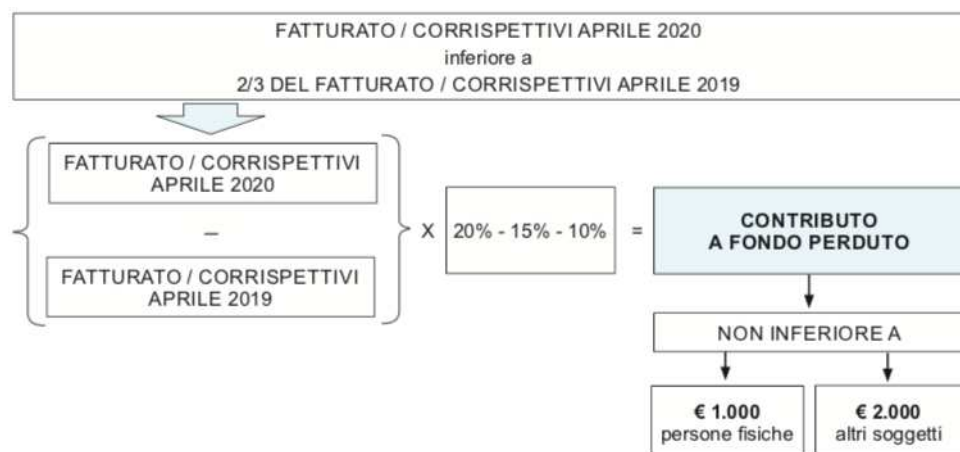 FATTURATO / CORRISPETTIVI APRILE 2020
inferiore a
2/3 DEL FATTURATO / CORRISPETTIVI APRILE 2019
FATTURATO / CORRISPETTIVI
APRILE 2020
–
FATTURATO / CORRISPETTIVI
APRILE 2019
X
20% - 15% - 10%
=
CONTRIBUTO
A FONDO PERDUTO
NON INFERIORE A
€ 1.000
persone fisiche
€ 2.000
altri soggetti